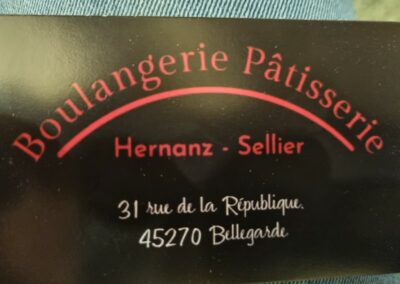 Boulangerie Pâtisserie
Hernanz - Sellier
31 rue de la République.
45270 Bellegarde